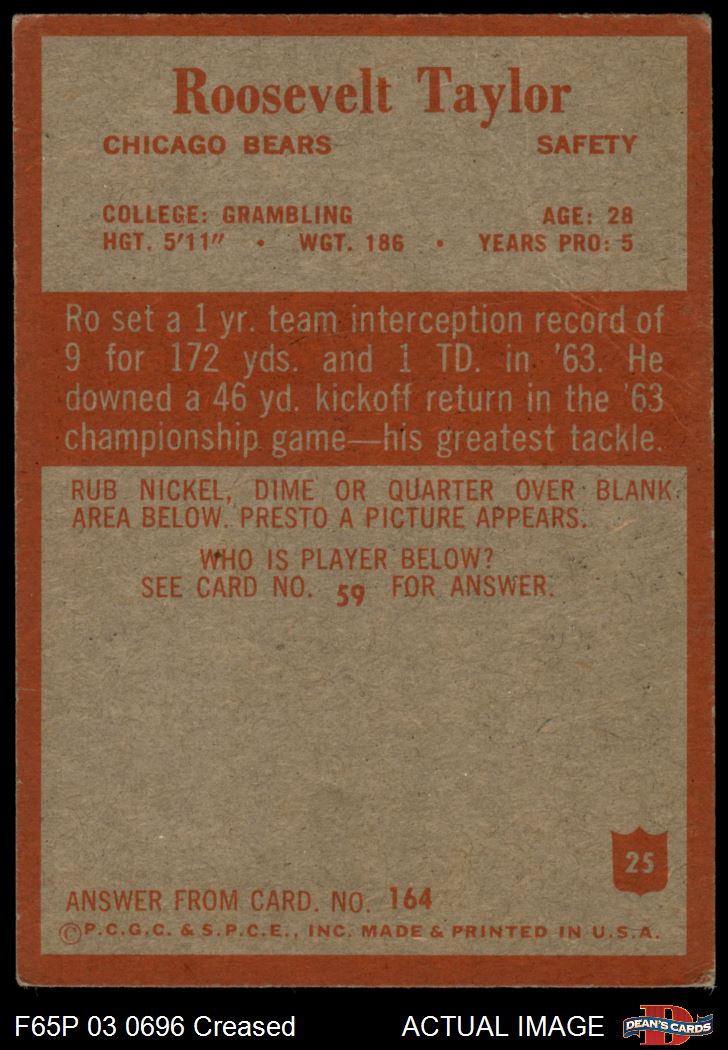 Roosevelt Taylor
CHICAGO BEARS SAFETY
COLLEGE: GRAMBLING AGE: 28
HGT. 5'11" • WGT. 186 • YEARS PRO: 5
Ro set a 1 yr. team interception record of
9 for 172 yds. and 1 TD. in '63. He
downed a 46 yd. kickoff return in the '63
championship game—his greatest tackle.
RUB NICKEL, DIME OR QUARTER OVER BLANK
AREA BELOW. PRESTO A PICTURE APPEARS.
WHO IS PLAYER BELOW?
SEE CARD NO. 59 FOR ANSWER.
25
ANSWER FROM CARD. NO. 164
©P.C.G.C. & S.P.C.E., INC. MADE & PRINTED IN U.S.A.
F65P 03 0696 Creased ACTUAL IMAGE D DEAN'S CARDS